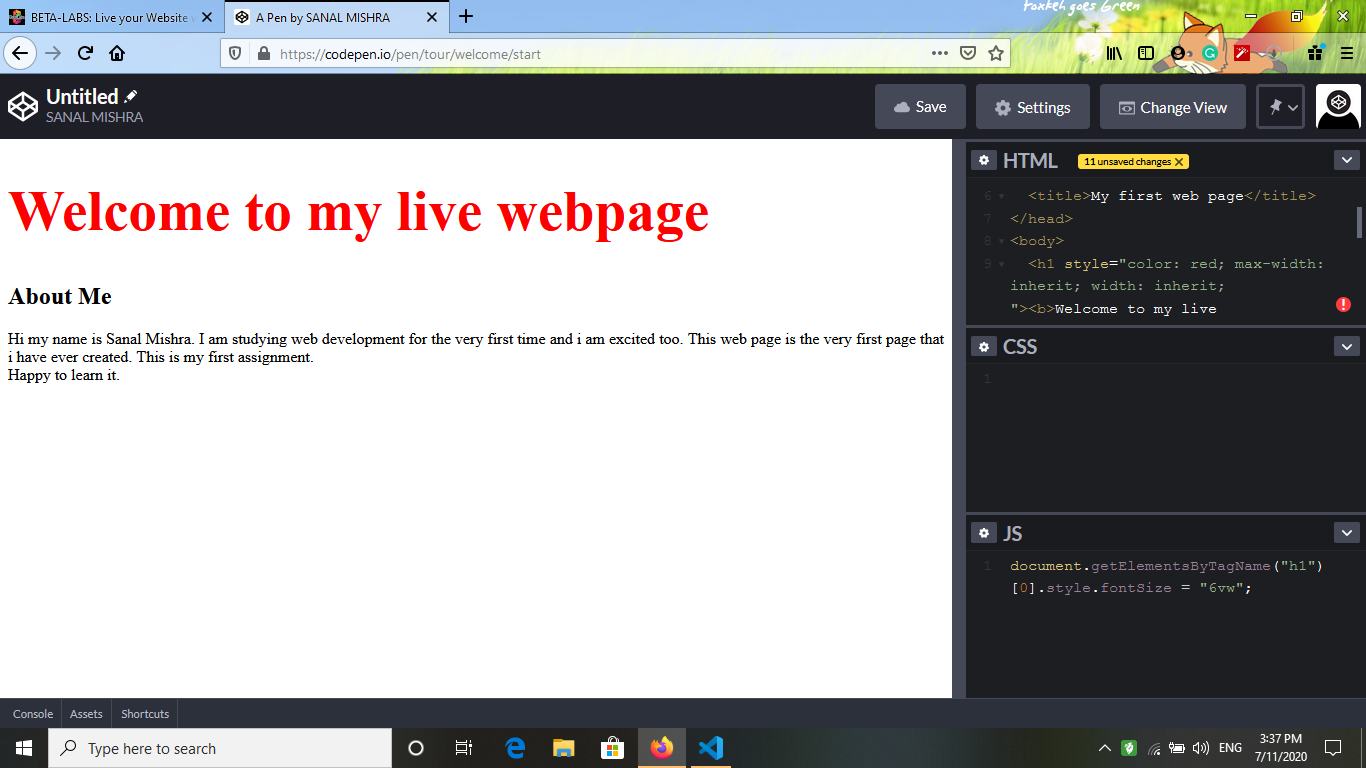 foxkeh goes Green
BETA-LABS: Live your Website
A Pen by SANAL MISHRA
https://codepen.io/pen/tour/welcome/start
Untitled
SANAL MISHRA
Save
Settings
Change View
Welcome to my live webpage
About Me
Hi my name is Sanal Mishra. I am studying web development for the very first time and i am excited too. This web page is the very first page that
i have ever created. This is my first assignment.
Happy to learn it.
HTML
11 unsaved changes
6 <title>My first web page</title>
7 </head>
8 <body>
9 <h1 style="color: red; max-width:
inherit; width: inherit;
"><b>Welcome to my live
CSS
1
JS
1 document.getElementsByTagName("h1")
[0].style.fontSize = "6vw";
Console
Assets
Shortcuts
Type here to search
ENG
3:37 PM
7/11/2020